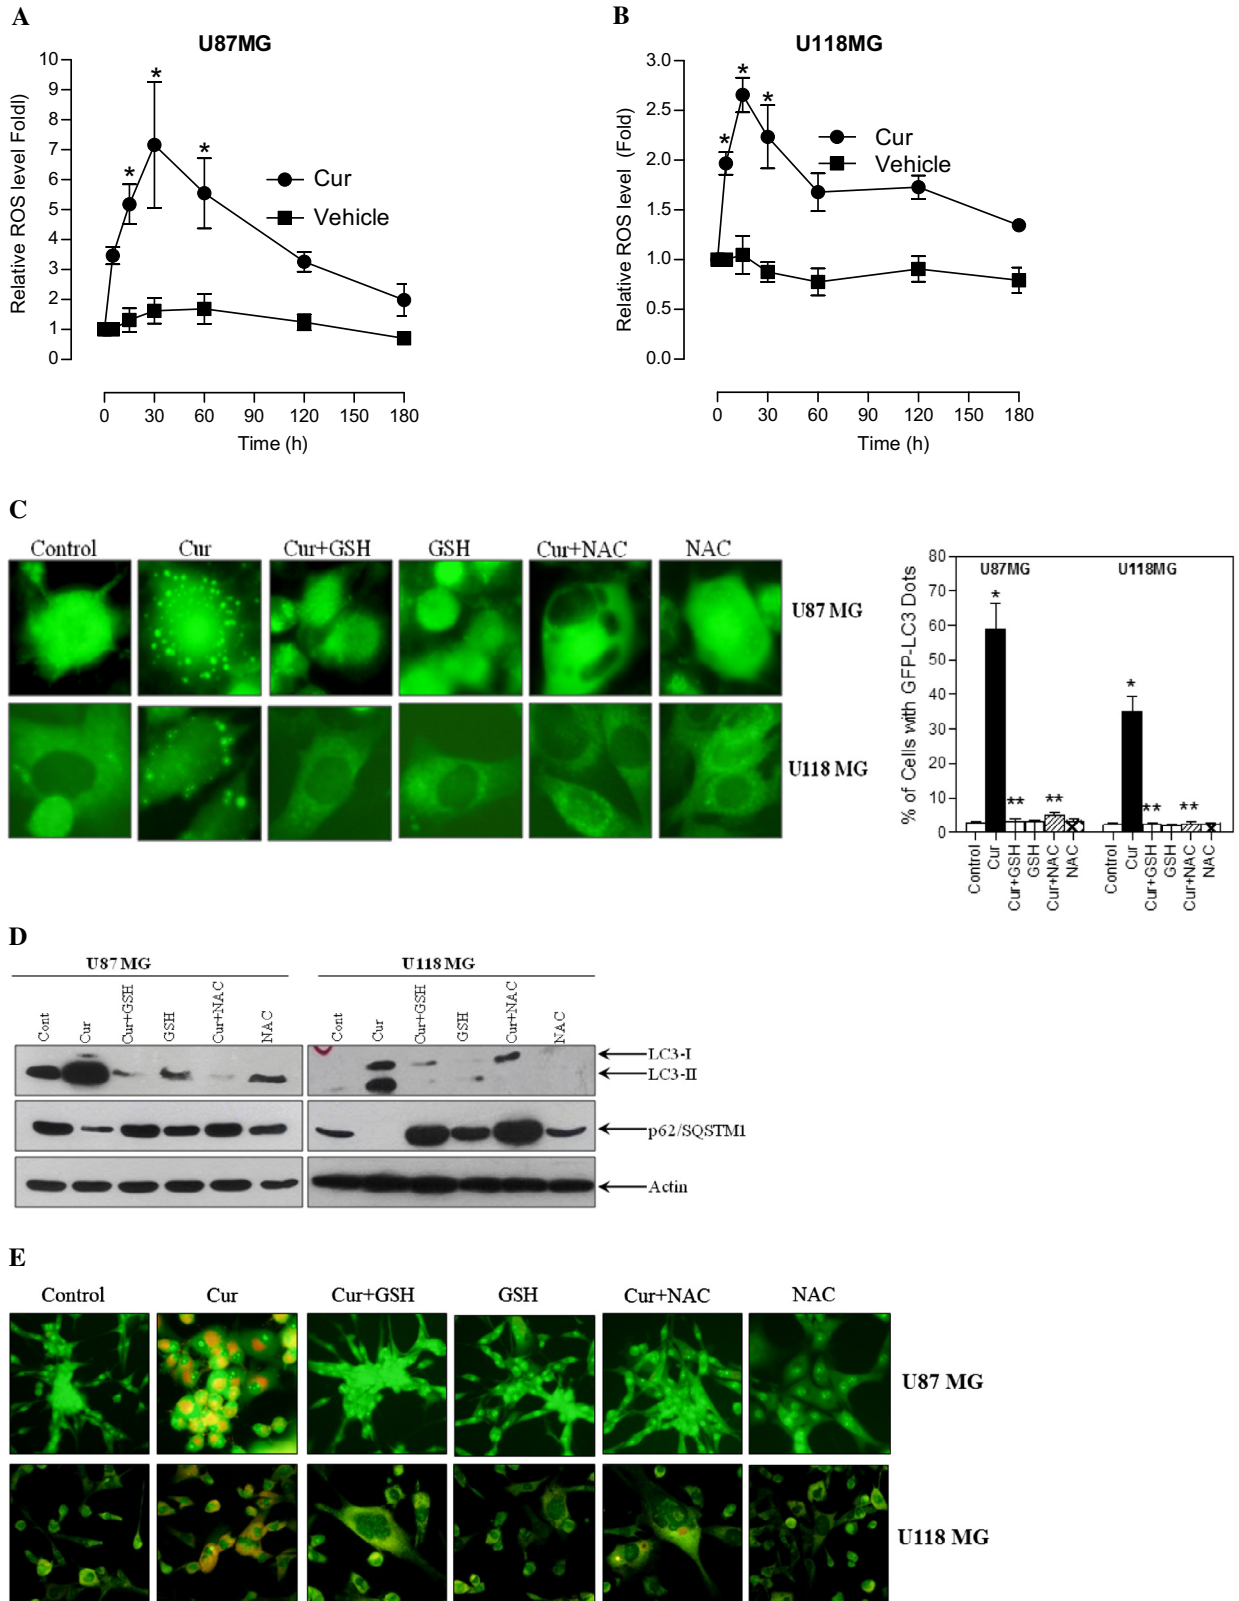 A
U87MG
Relative ROS level Foldl)
10
9
8
7
6
5
4
3
2
1
0
*
*
*
Cur
Vehicle
0 30 60 90 120 150 180
Time (h)
B
U118MG
Relative ROS level (Fold)
3.0
2.5
2.0
1.5
1.0
0.5
0.0
*
*
*
Cur
Vehicle
0 30 60 90 120 150 180
Time (h)
C
Control Cur Cur+GSH GSH Cur+NAC NAC
U87 MG
U118 MG
% of Cells with GFP-LC3 Dots
80
70
60
50
40
30
20
10
0
U87MG U118MG
*
*
** **
** **
Control Cur Cur+GSH GSH Cur+NAC NAC
Control Cur Cur+GSH GSH Cur+NAC NAC
D
U87 MG U118 MG
Cont Cur Cur+GSH GSH Cur+NAC NAC
Cont Cur Cur+GSH GSH Cur+NAC NAC
LC3-I
LC3-II
p62/SQSTM1
Actin
E
Control Cur Cur+GSH GSH Cur+NAC NAC
U87 MG
U118 MG